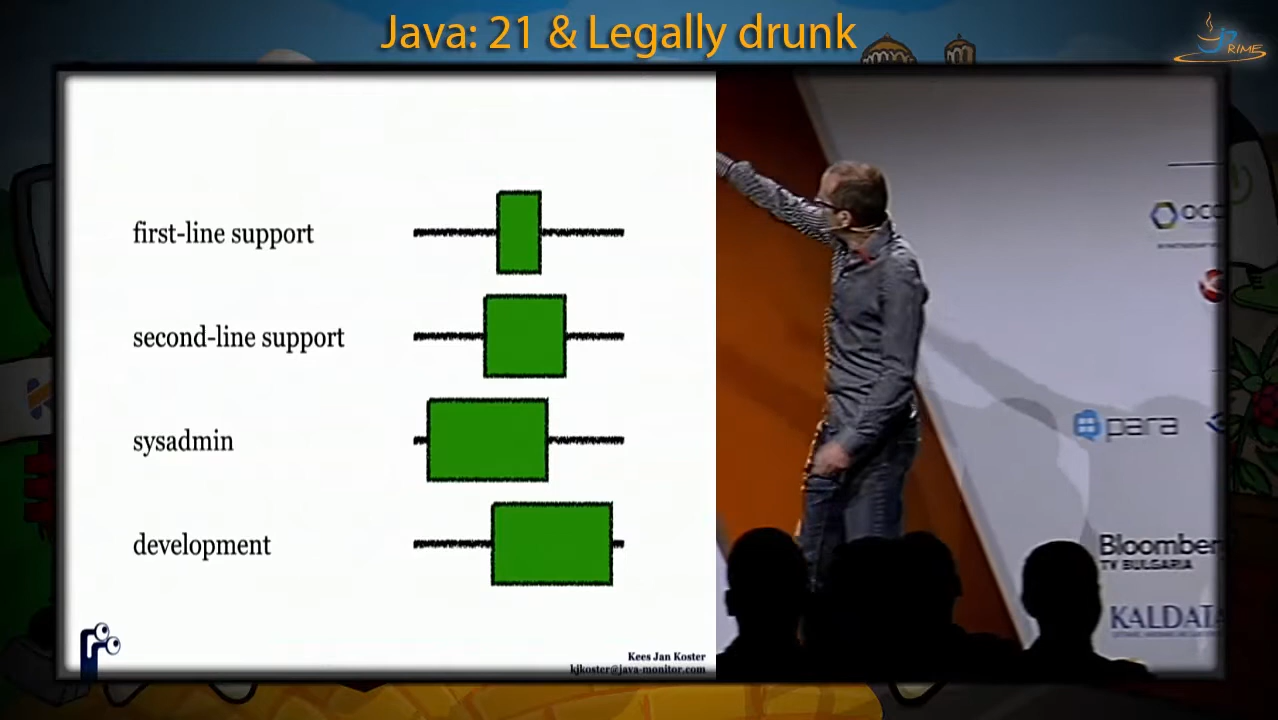 Java: 21 & Legally drunk
first-line support
second-line support
sysadmin
development
Kees Jan Koster
kjkoster@java-monitor.com
para
Bloomber
TV BULGARIA
KALDATA